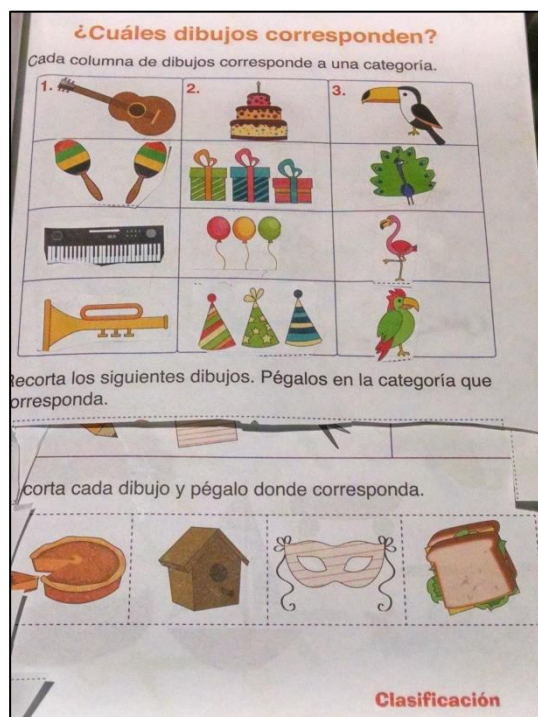 ¿Cuáles dibujos corresponden?
Cada columna de dibujos corresponde a una categoría.
1. 2. 3.
Recorta los siguientes dibujos. Pégalos en la categoría que
orresponda.
corta cada dibujo y pégalo donde corresponda.
Clasificación